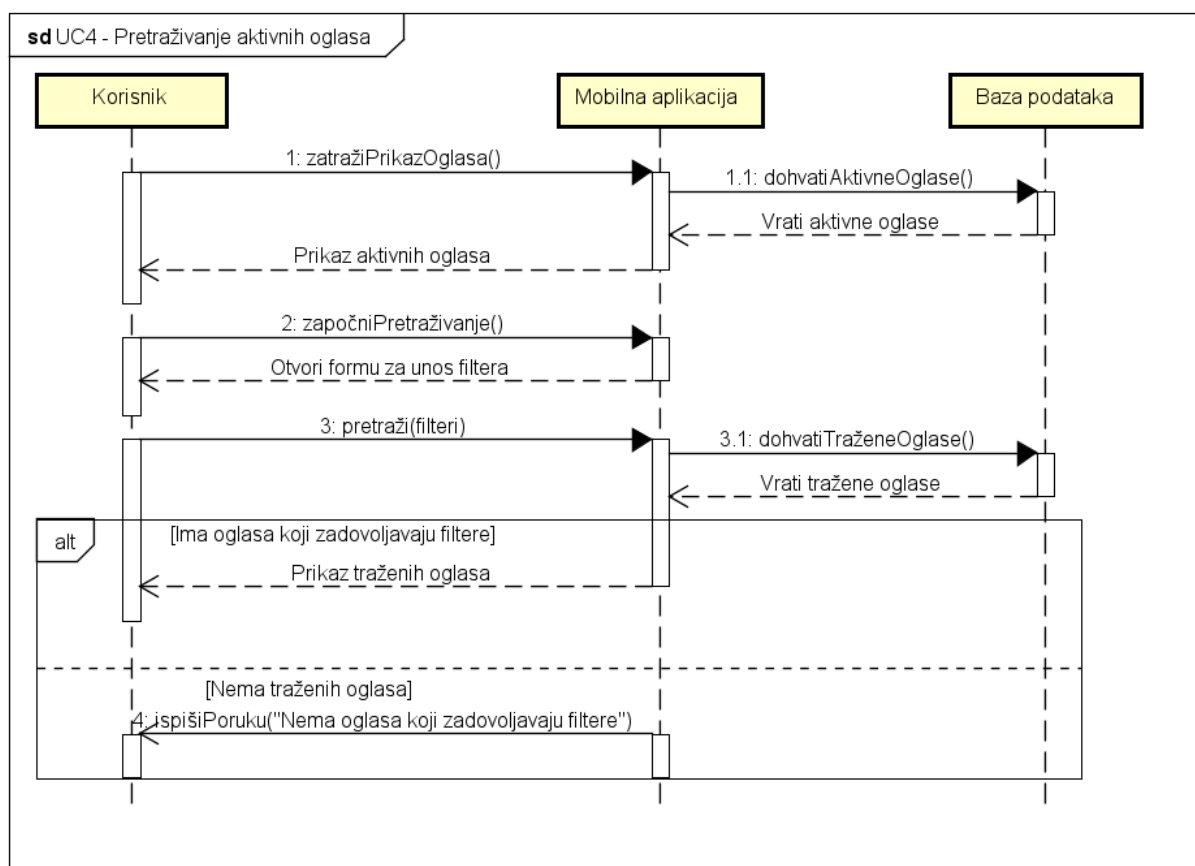 sd UC4 - Pretraživanje aktivnih oglasa
Korisnik
Mobilna aplikacija
Baza podataka
1: zatražiPrikazOglasa()
1.1: dohvatiAktivneOglase()
Vrati aktivne oglase
Prikaz aktivnih oglasa
2: započniPretraživanje()
Otvori formu za unos filtera
3: pretraži(filteri)
3.1: dohvatiTraženeOglase()
Vrati tražene oglase
alt
[Ima oglasa koji zadovoljavaju filtere]
Prikaz traženih oglasa
[Nema traženih oglasa]
4: ispišiPoruku("Nema oglasa koji zadovoljavaju filtere")